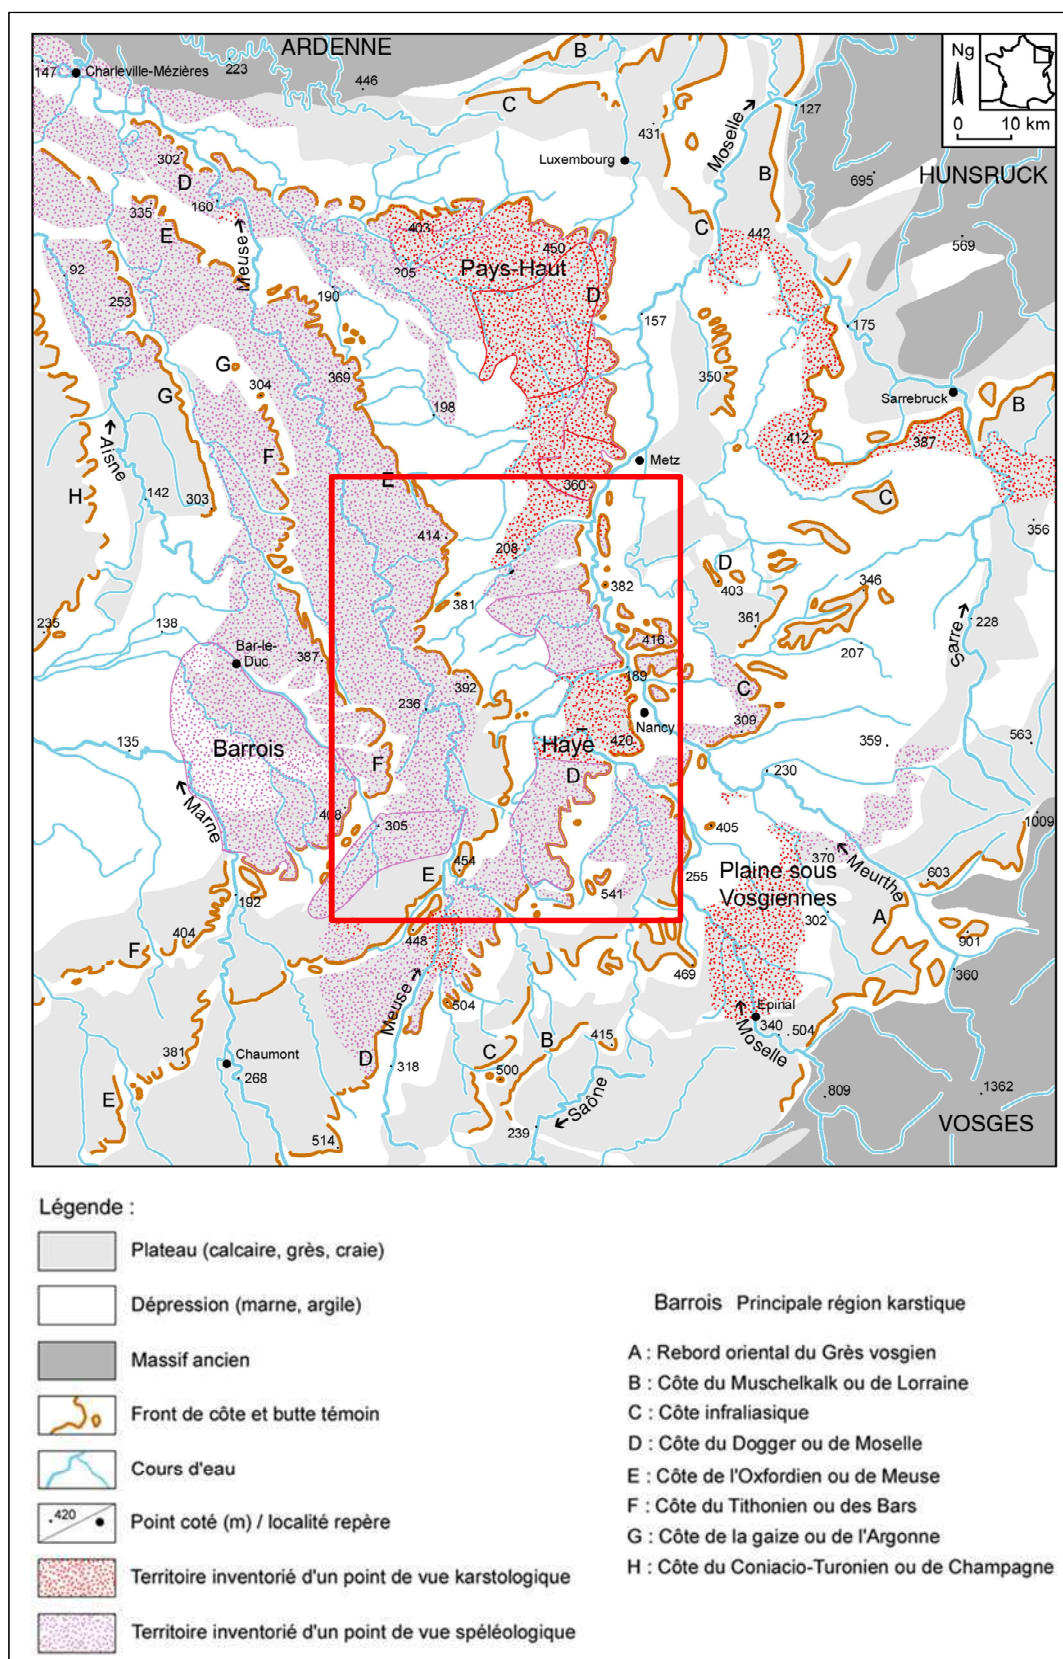 ARDENNE
B
Ng
147
Charleville-Mézières
223
446
C
431
Moselle
127
0 10 km
Luxembourg
B
302
D
695
HUNSRUCK
335
160
E
Meuse
403
450
C
442
569
92
205
Pays-Haut
253
190
D
157
175
G
369
G
304
350
Sarrebruck
198
B
Aisne
F
412
387
H
142
303
Metz
E
360
C
356
414
208
D
403
346
381
382
361
228
235
138
416
207
Sarre
Bar-le-Duc
387
392
189
C
236
Nancy
309
135
Barrois
Haye
420
359
563
F
D
230
Marne
408
305
405
1009
454
370
Meurthe
E
541
255
Plaine sous
Vosgiennes
603
192
302
A
404
448
901
F
469
360
Meuse
504
Epinal
B
415
340
504
381
Chaumont
D
318
C
Moselle
268
500
Saône
809
1362
E
239
514
VOSGES
Légende :
Plateau (calcaire, grès, craie)
Dépression (marne, argile)
Massif ancien
Front de côte et butte témoin
Cours d'eau
420
Point coté (m) / localité repère
Territoire inventorié d'un point de vue karstologique
Territoire inventorié d'un point de vue spéléologique
Barrois Principale région karstique
A : Rebord oriental du Grès vosgien
B : Côte du Muschelkalk ou de Lorraine
C : Côte infraliasique
D : Côte du Dogger ou de Moselle
E : Côte de l'Oxfordien ou de Meuse
F : Côte du Tithonien ou des Bars
G : Côte de la gaize ou de l'Argonne
H : Côte du Coniacio-Turonien ou de Champagne